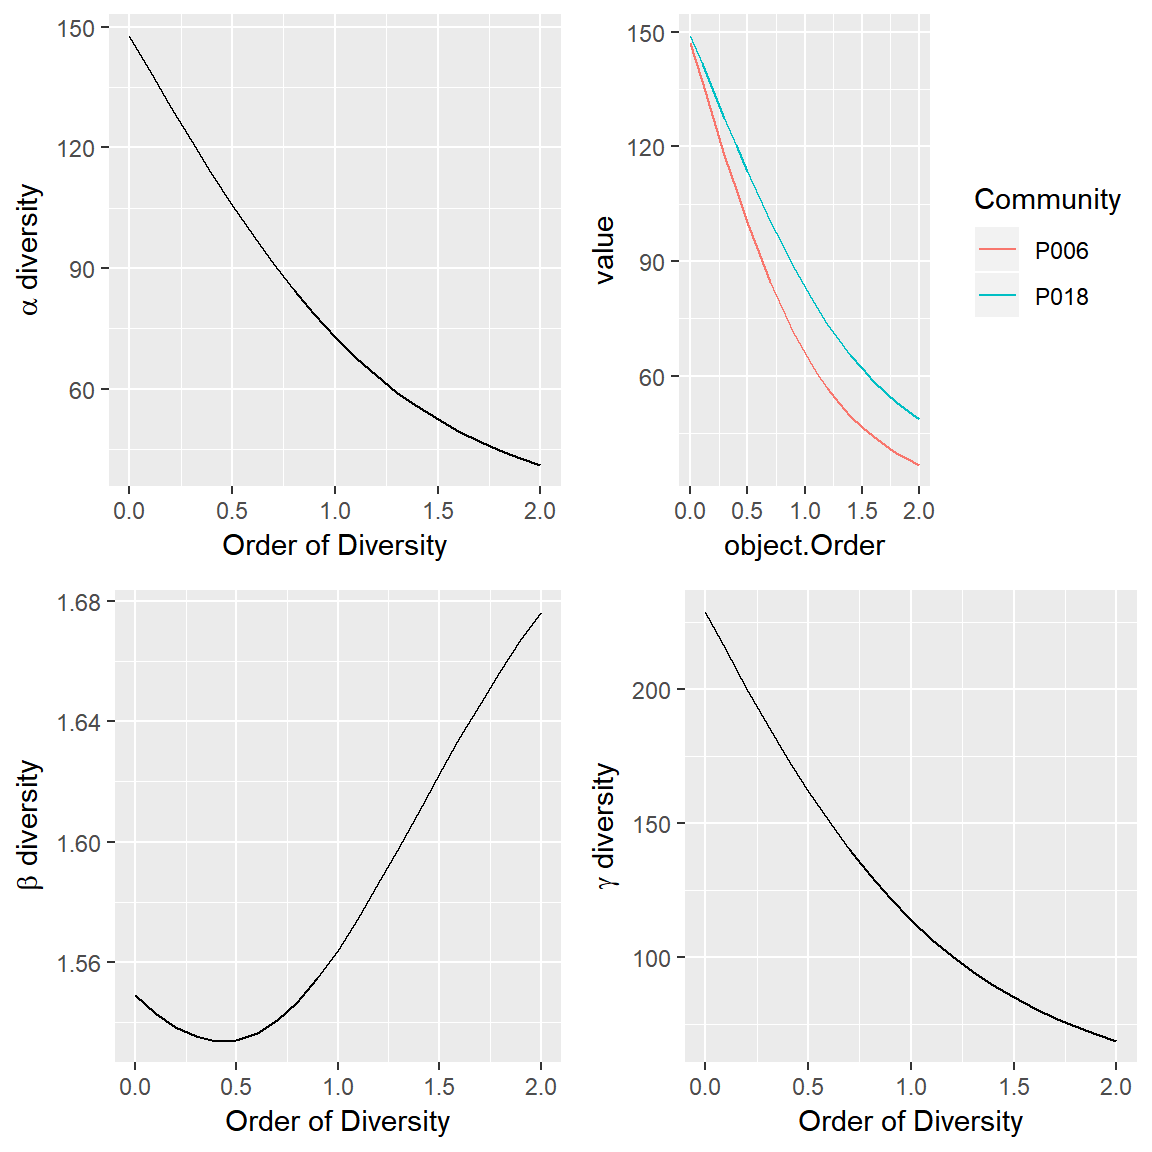 150
120
90
60
α diversity
0.0 0.5 1.0 1.5 2.0
Order of Diversity
150
120
90
60
value
0.0 0.5 1.0 1.5 2.0
object.Order
Community
P006
P018
1.68
1.64
1.60
1.56
β diversity
0.0 0.5 1.0 1.5 2.0
Order of Diversity
200
150
100
γ diversity
0.0 0.5 1.0 1.5 2.0
Order of Diversity